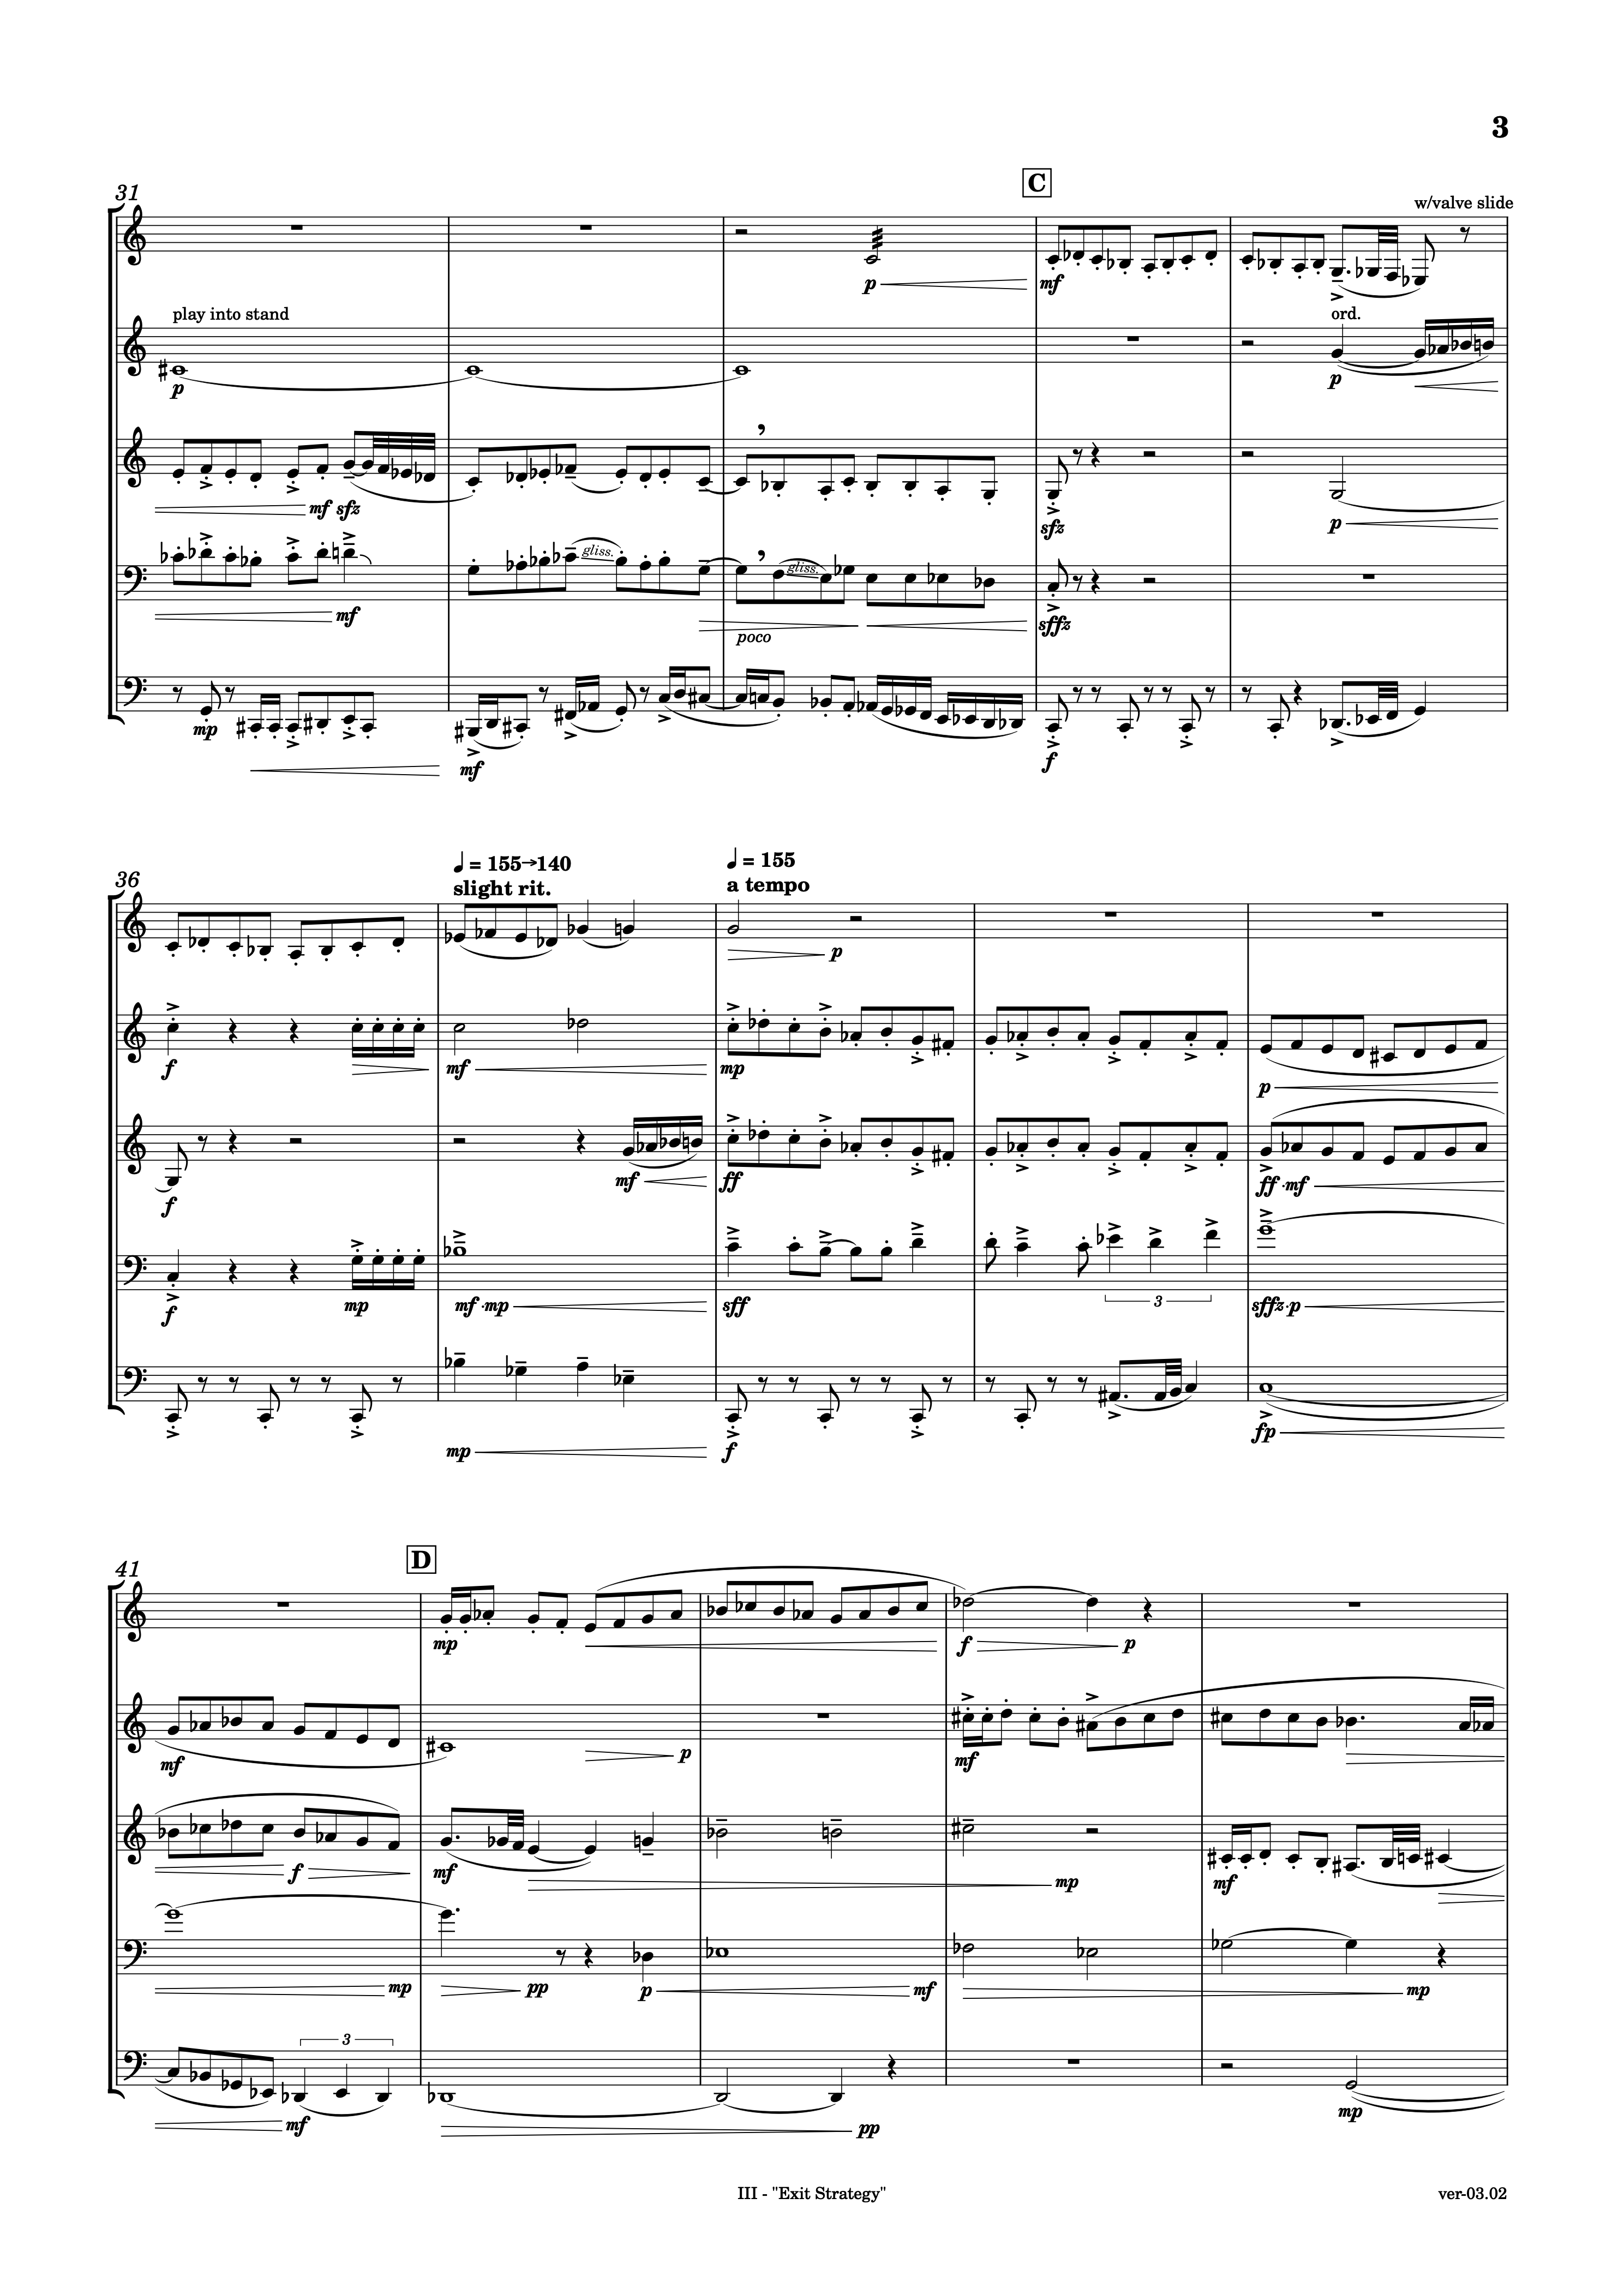 3
31
C
w/valve slide
p
mf
play into stand
ord.
p
p
mf sfz
sfz
p
gliss.
gliss.
mf
poco
sffz
mp
mf
f
36
♩ = 155→140
slight rit.
♩ = 155
a tempo
p
f
mf
mp
p
f
mf
ff
ff mf
f
mp
mf mp
sff
3
sffz p
mp
f
fp
41
D
mp
f
p
mf
p
mf
f
mf
mp
mf
mp
pp
p
mf
mp
3
mf
pp
mp
III - "Exit Strategy"
ver-03.02